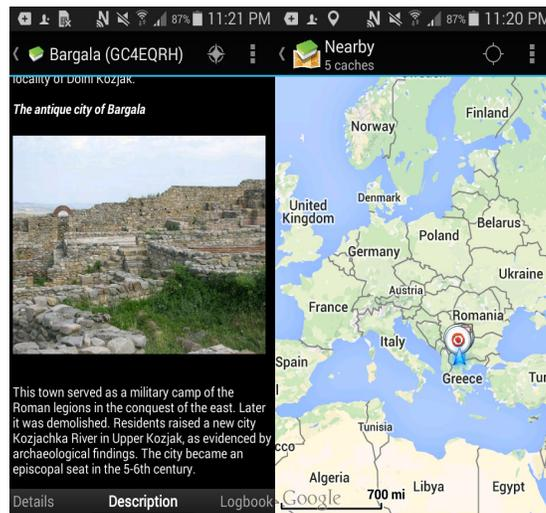 87% 11:21 PM
Bargala (GC4EQRH)
locality of Dolni Kozjak.
The antique city of Bargala
This town served as a military camp of the
Roman legions in the conquest of the east. Later
it was demolished. Residents raised a new city
Kozjachka River in Upper Kozjak, as evidenced by
archaeological findings. The city became an
episcopal seat in the 5-6th century.
Details Description Logbook
87% 11:20 PM
Nearby
5 caches
Sweden
Finland
Norway
Denmark
United
Kingdom
Belarus
Poland
Germany
Ukraine
Austria
France
Romania
Italy
Spain
Greece
Tur
Tunisia
cco
Algeria
Libya
Egypt
Google
700 mi